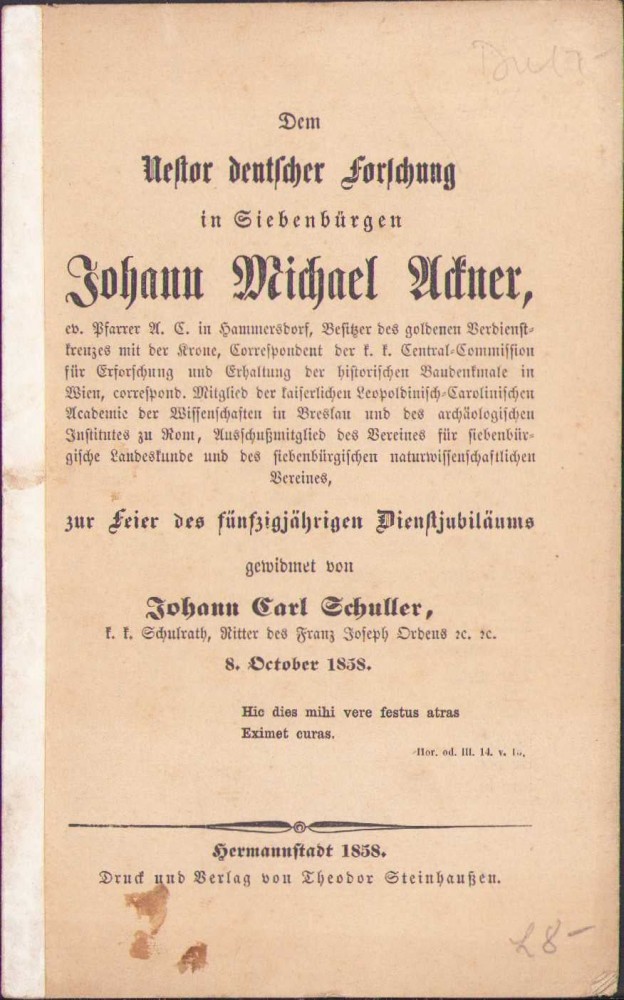 Dem
Nestor deutscher Forschung
in Siebenbürgen
Johann Michael Ackner,
ev. Pfarrer A. C. in Hammersdorf, Besitzer des goldenen Verdienst-
kreuzes mit der Krone, Correspondent der k. k. Central-Commission
für Erforschung und Erhaltung der historischen Baudenkmale in
Wien, correspond. Mitglied der kaiserlichen Leopoldinisch-Carolinischen
Academie der Wissenschaften in Breslau und des archäologischen
Institutes zu Rom, Ausschußmitglied des Vereines für siebenbür-
gische Landeskunde und des siebenbürgischen naturwissenschaftlichen
Vereines,
zur Feier des fünfzigjährigen Dienstjubiläums
gewidmet von
Johann Carl Schuller,
k. k. Schulrath, Ritter des Franz Joseph Ordens ꝛc. ꝛc.
8. October 1858.
Hic dies mihi vere festus atras
Eximet curas.
Hor. od. III. 14. v.
Hermannstadt 1858.
Druck und Verlag von Theodor Steinhaußen.